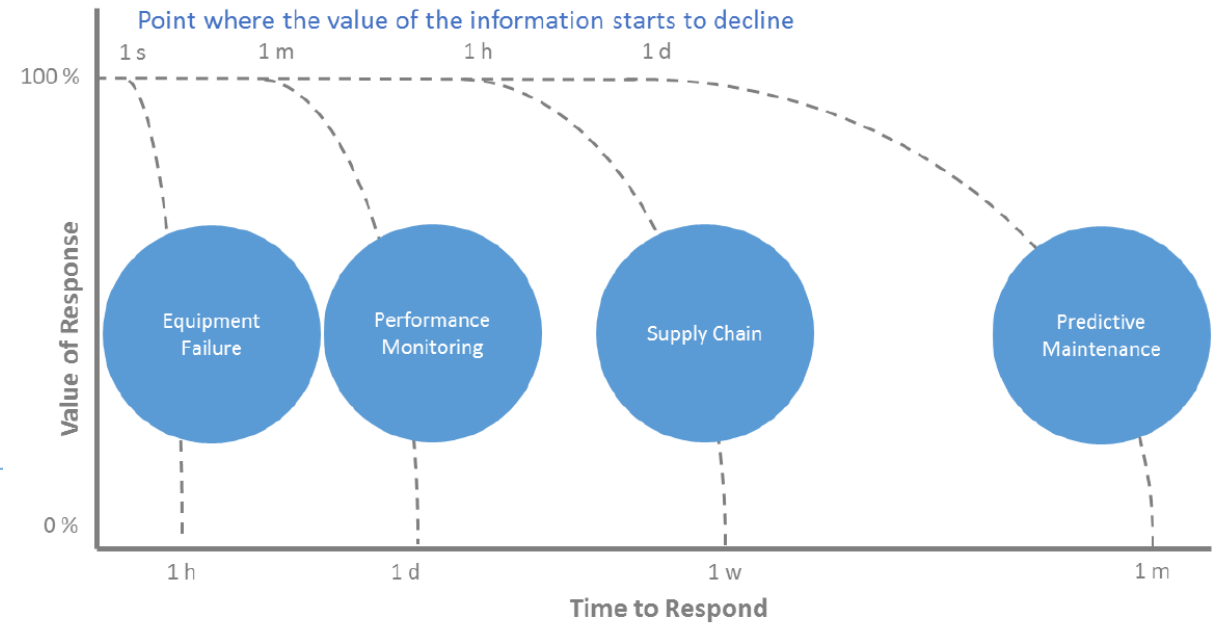 Point where the value of the information starts to decline
1 s
1 m
1 h
1 d
100 %
Value of Response
Equipment
Failure
Performance
Monitoring
Supply Chain
Predictive
Maintenance
0 %
1 h
1 d
1 w
1 m
Time to Respond